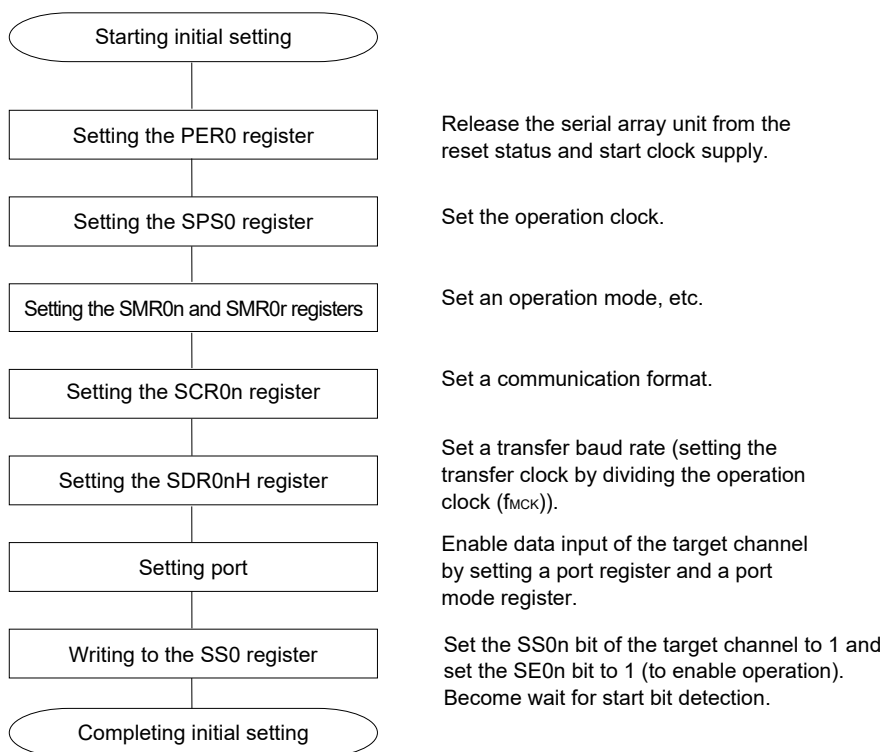 Starting initial setting
Setting the PER0 register
Release the serial array unit from the
reset status and start clock supply.
Setting the SPS0 register
Set the operation clock.
Setting the SMR0n and SMR0r registers
Set an operation mode, etc.
Setting the SCR0n register
Set a communication format.
Setting the SDR0nH register
Set a transfer baud rate (setting the
transfer clock by dividing the operation
clock (fMCK)).
Setting port
Enable data input of the target channel
by setting a port register and a port
mode register.
Writing to the SS0 register
Set the SS0n bit of the target channel to 1 and
set the SE0n bit to 1 (to enable operation).
Become wait for start bit detection.
Completing initial setting